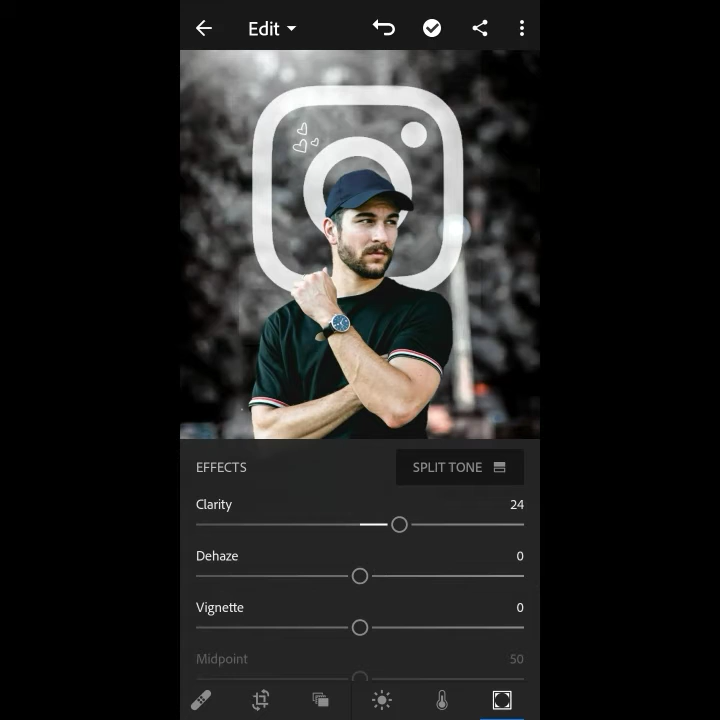 Edit
EFFECTS
SPLIT TONE
Clarity 24
Dehaze 0
Vignette 0
Midpoint 50